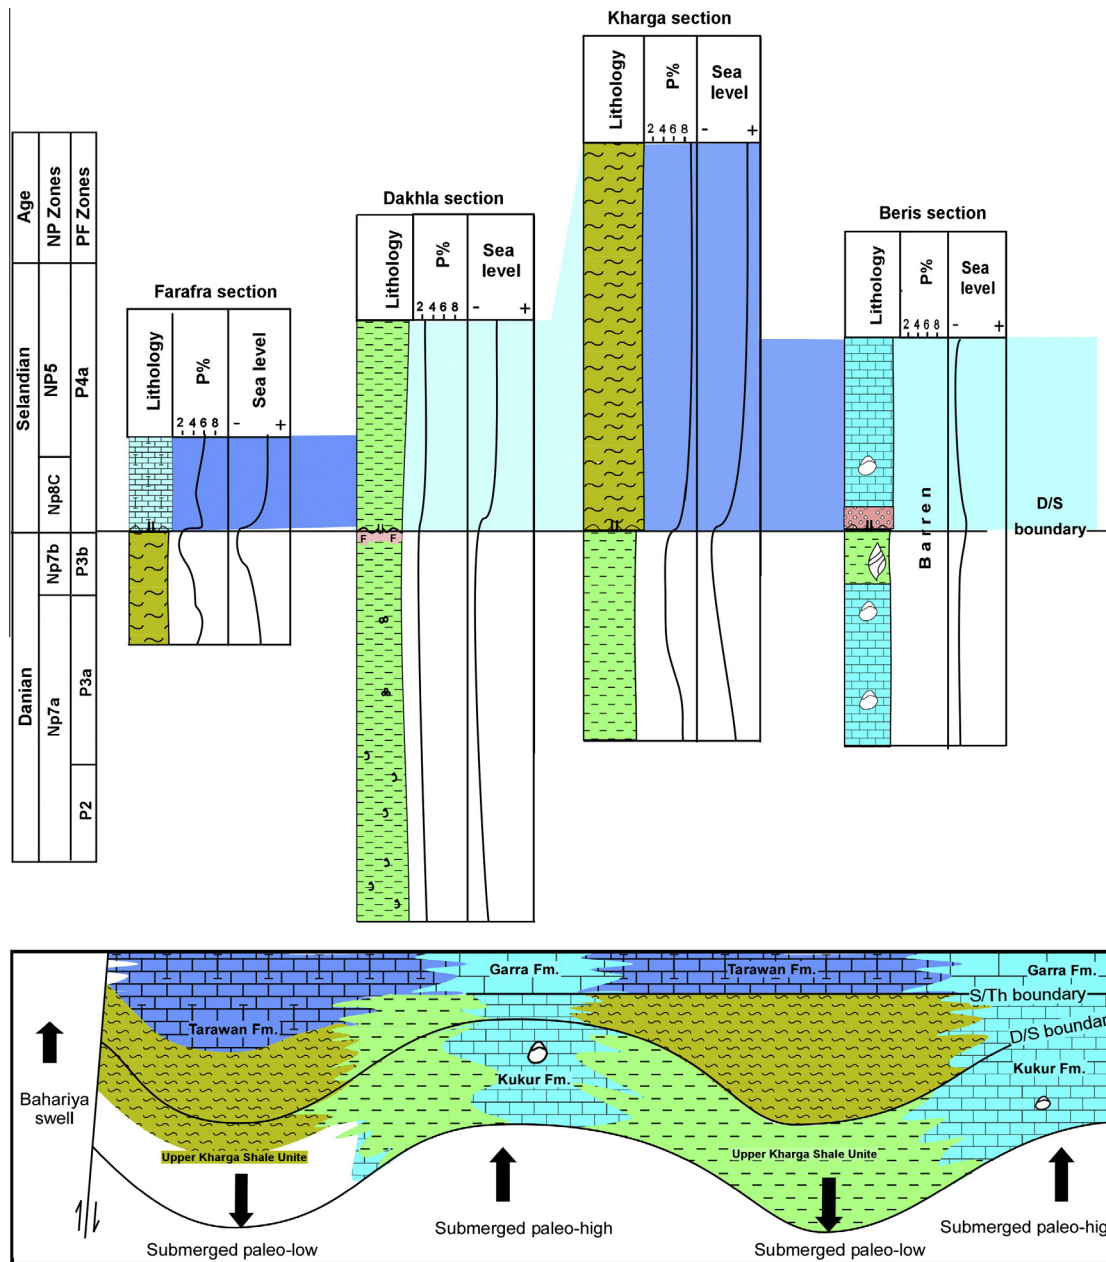 Kharga section
Lithology
P%
Sea
level
2 4 6 8
- +
Age
NP Zones
PF Zones
Selandian
NP5
P4a
Np8C
Np7b
P3b
Danian
Np7a
P3a
P2
Farafra section
Lithology
P%
Sea level
2 4 6 8
- +
Dakhla section
Lithology
P%
Sea
level
2 4 6 8
- +
F F
Beris section
Lithology
P%
Sea
level
2 4 6 8
- +
Barren
D/S
boundary
Garra Fm.
Tarawan Fm.
Garra Fm.
S/Th boundary
D/S boundar
Tarawan Fm.
Kukur Fm.
Kukur Fm.
Bahariya
swell
Upper Kharga Shale Unite
Upper Kharga Shale Unite
Submerged paleo-low
Submerged paleo-high
Submerged paleo-low
Submerged paleo-hig